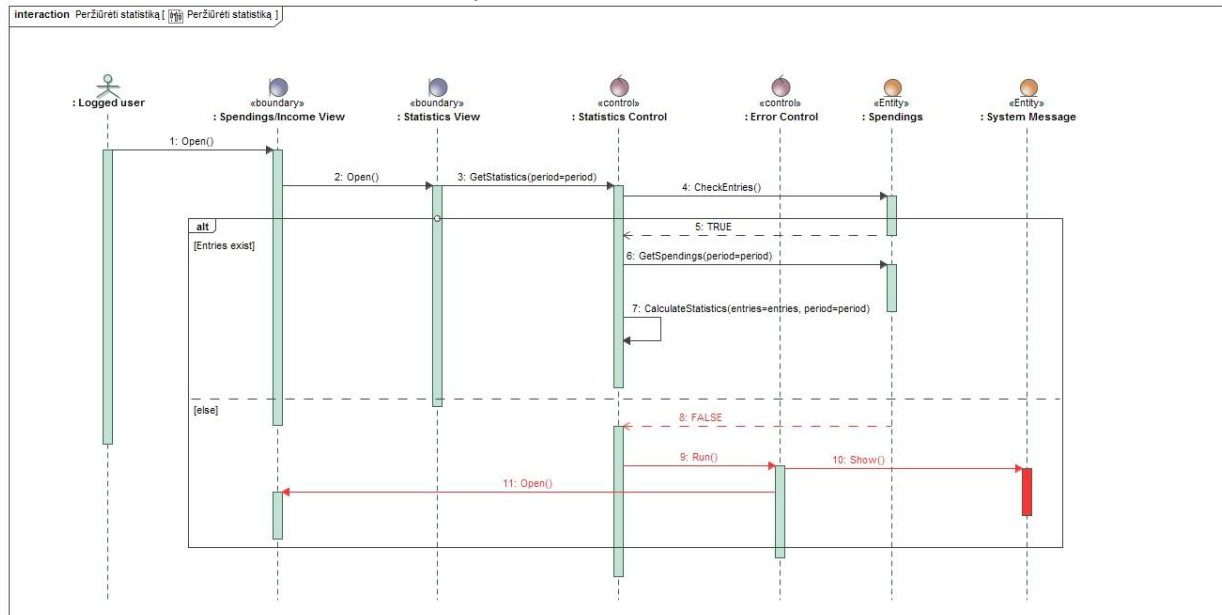 interaction Peržiūrėti statistiką [ Peržiūrėti statistiką ]
: Logged user
«boundary»
: Spendings/Income View
«boundary»
: Statistics View
«control»
: Statistics Control
«control»
: Error Control
«Entity»
: Spendings
«Entity»
: System Message
1: Open()
2: Open()
3: GetStatistics(period=period)
4: CheckEntries()
alt
[Entries exist]
5: TRUE
6: GetSpendings(period=period)
7: CalculateStatistics(entries=entries, period=period)
[else]
8: FALSE
9: Run()
10: Show()
11: Open()